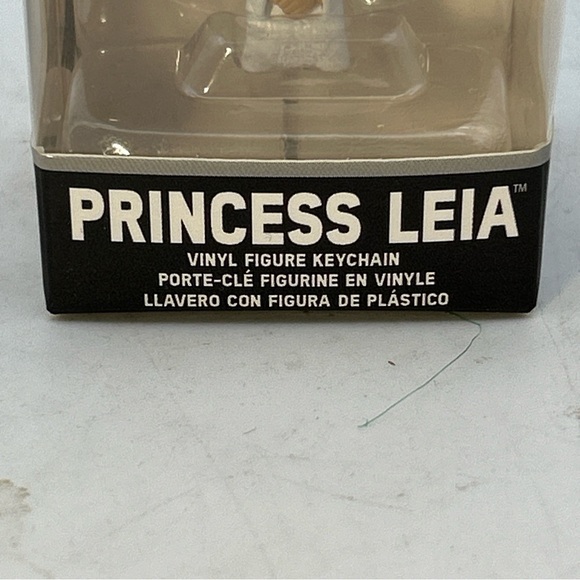 PRINCESS LEIA™
VINYL FIGURE KEYCHAIN
PORTE-CLÉ FIGURINE EN VINYLE
LLAVERO CON FIGURA DE PLÁSTICO